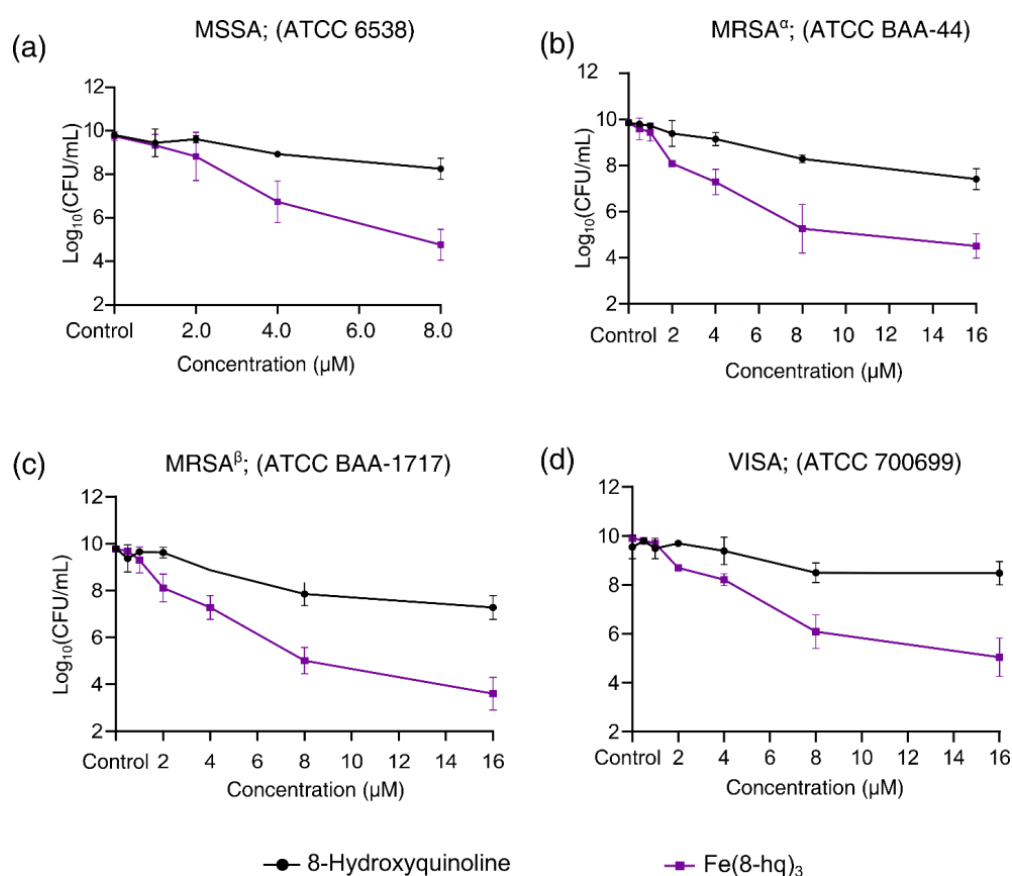 (a)
MSSA; (ATCC 6538)
Log₁₀(CFU/mL)
12
10
8
6
4
2
Control 2.0 4.0 6.0 8.0
Concentration (µM)
(b)
MRSAᵅ; (ATCC BAA-44)
Log₁₀(CFU/mL)
12
10
8
6
4
2
Control 2 4 6 8 10 12 14 16
Concentration (µM)
(c)
MRSAᵝ; (ATCC BAA-1717)
Log₁₀(CFU/mL)
12
10
8
6
4
2
Control 2 4 6 8 10 12 14 16
Concentration (µM)
(d)
VISA; (ATCC 700699)
12
10
8
6
4
2
Control 2 4 6 8 10 12 14 16
Concentration (µM)
8-Hydroxyquinoline
Fe(8-hq)₃